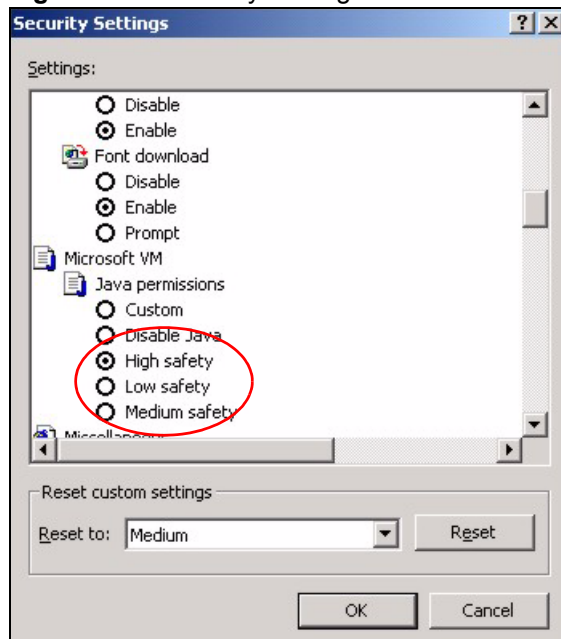 Security Settings
Settings:
Disable
Enable
Font download
Disable
Enable
Prompt
Microsoft VM
Java permissions
Custom
Disable Java
High safety
Low safety
Medium safety
Miscellaneous
Reset custom settings
Reset to: Medium Reset
OK Cancel